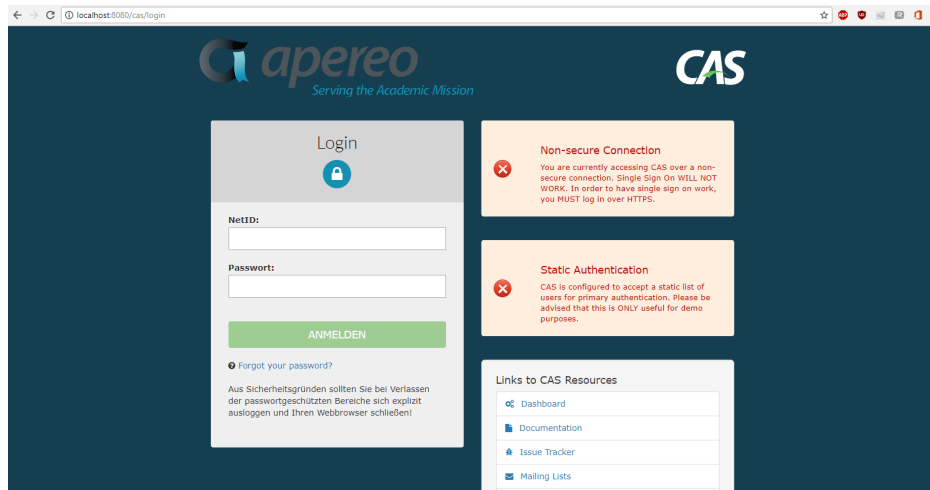 localhost:8080/cas/login
apereo
Serving the Academic Mission
CAS
Login
NetID:
Passwort:
ANMELDEN
Forgot your password?
Aus Sicherheitsgründen sollten Sie bei Verlassen
der passwortgeschützten Bereiche sich explizit
ausloggen und Ihren Webbrowser schließen!
Non-secure Connection
You are currently accessing CAS over a non-
secure connection. Single Sign On WILL NOT
WORK. In order to have single sign on work,
you MUST log in over HTTPS.
Static Authentication
CAS is configured to accept a static list of
users for primary authentication. Please be
advised that this is ONLY useful for demo
purposes.
Links to CAS Resources
Dashboard
Documentation
Issue Tracker
Mailing Lists